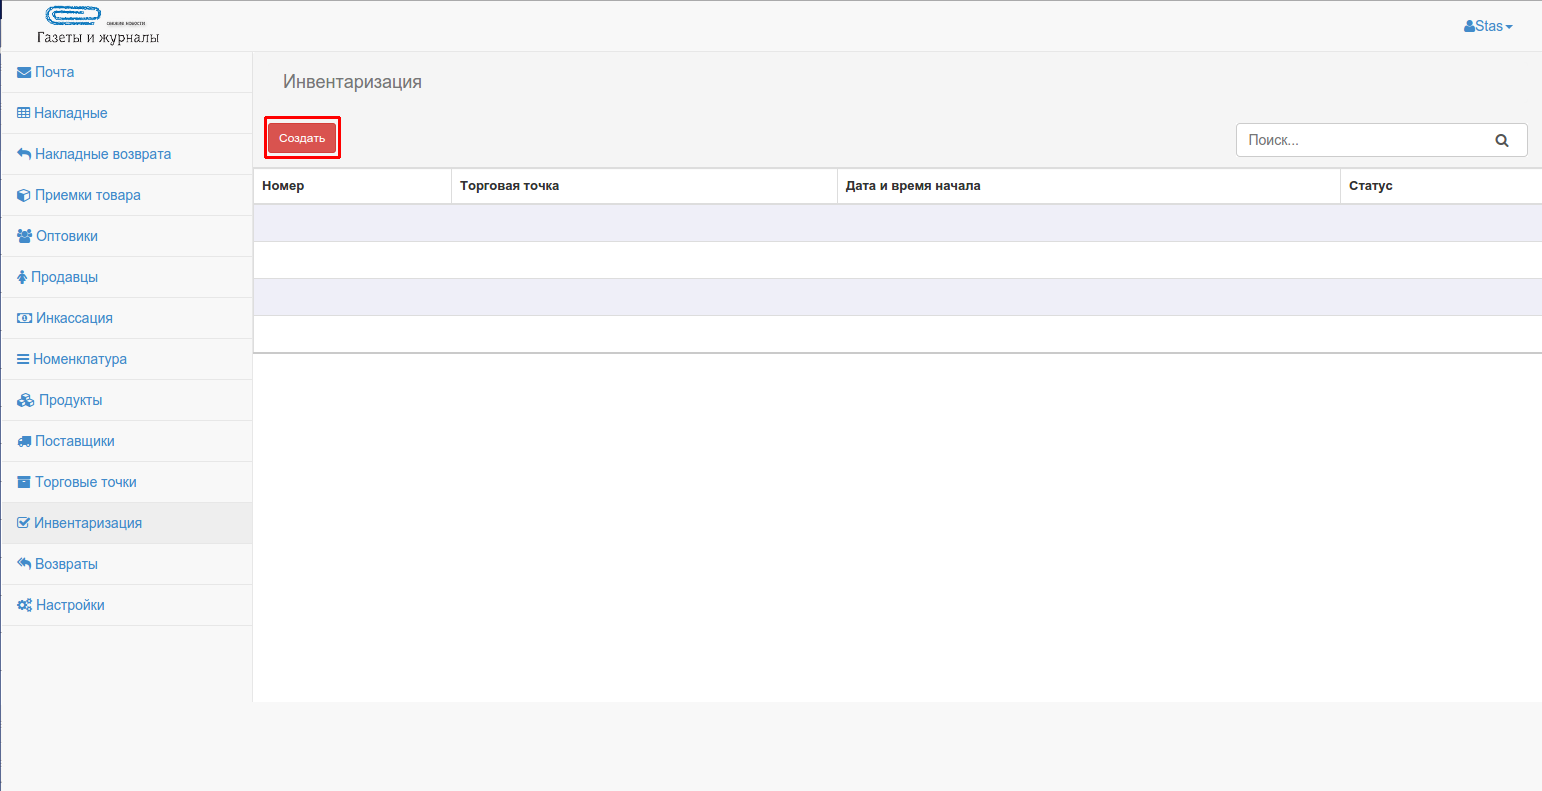 свежие новости
Газеты и журналы
Stas
Почта
Накладные
Накладные возврата
Приемки товара
Оптовики
Продавцы
Инкассация
Номенклатура
Продукты
Поставщики
Торговые точки
Инвентаризация
Возвраты
Настройки
Инвентаризация
Создать
Поиск...
Номер Торговая точка Дата и время начала Статус